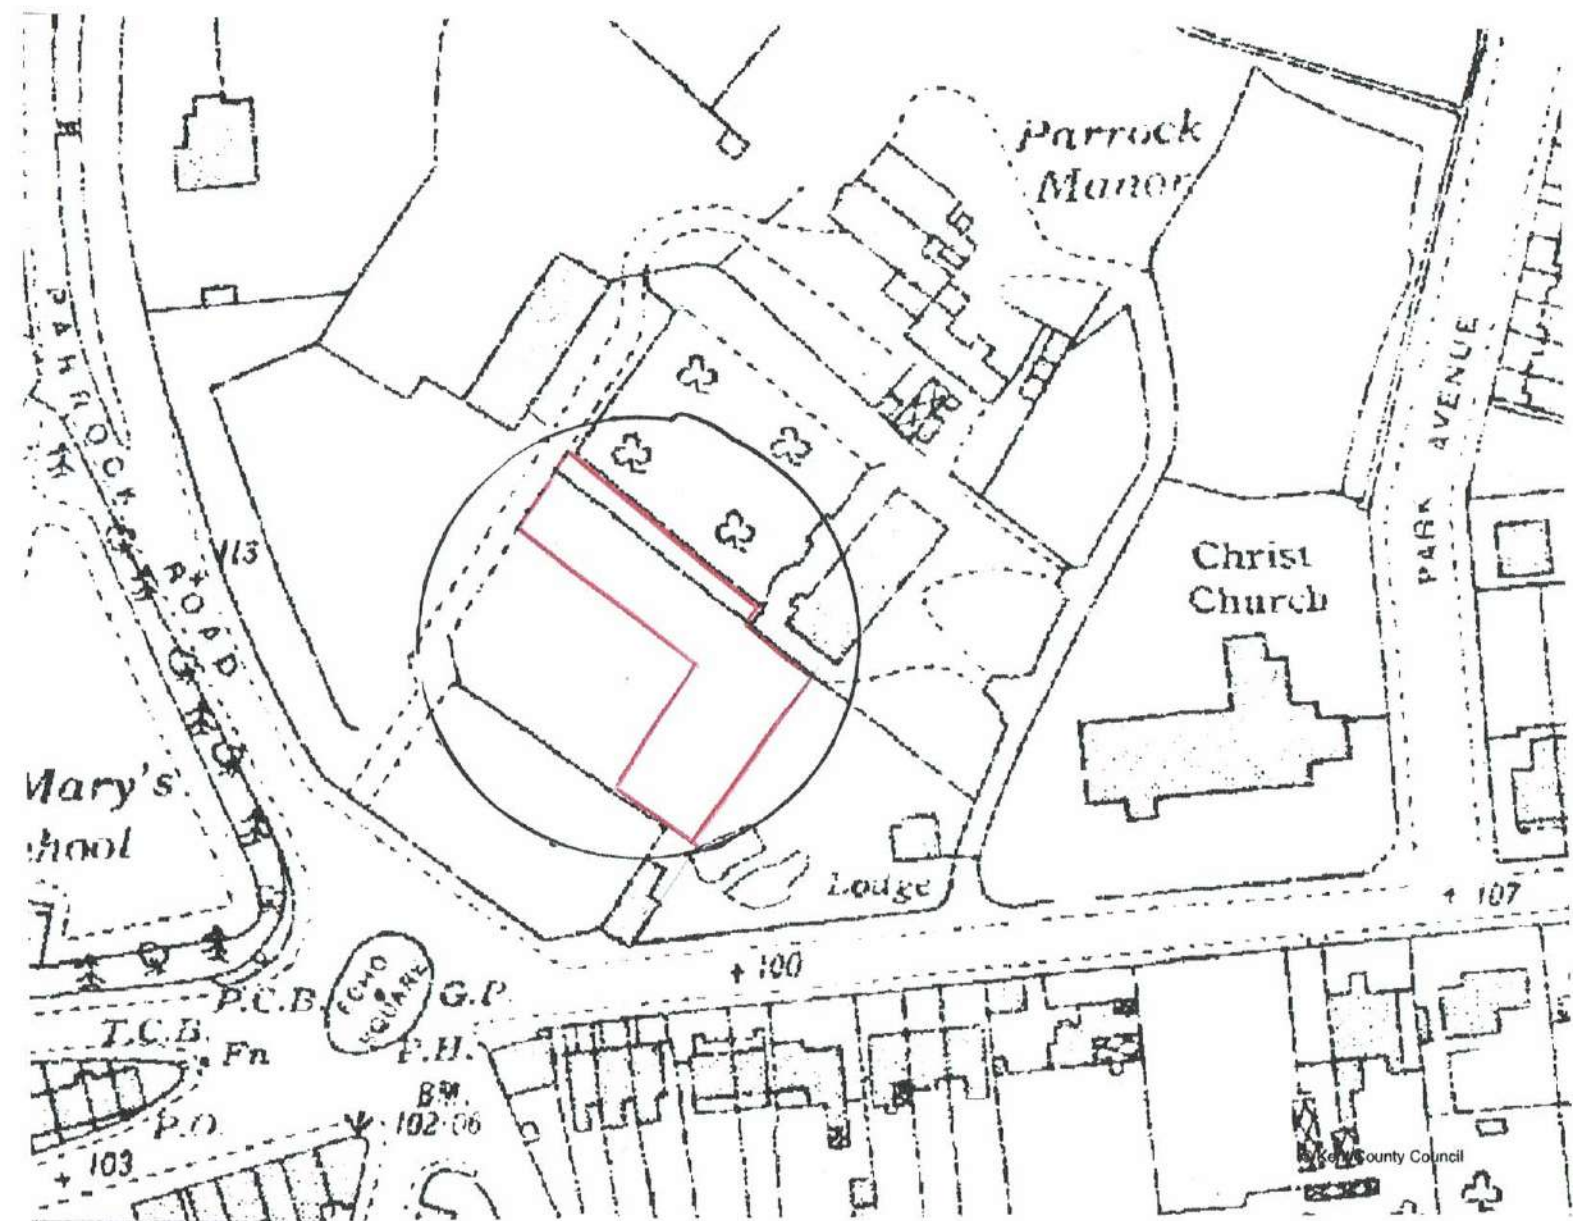 Parrock
Manor
PARROCK
ROAD
113
PARK AVENUE
Christ
Church
Mary's
hool
Lodge
+ 107
+ 100
ECHO
SQUARE
P.C.B.
G.P.
T.C.B.
Fn
P.H.
B.M.
102·06
P.O.
+ 103
© Kent County Council